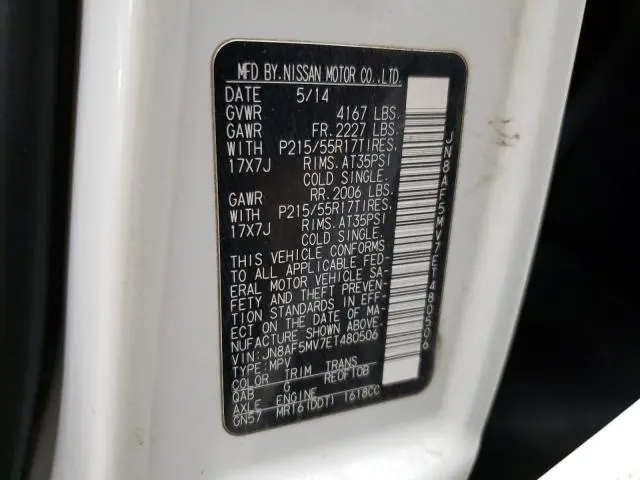 MFD BY. NISSAN MOTOR CO., LTD.
DATE 5/14
GVWR 4167 LBS.
GAWR FR. 2227 LBS.
WITH P215/55R17TIRES.
17X7J RIMS. AT35PSI
COLD SINGLE.
GAWR RR. 2006 LBS.
WITH P215/55R17TIRES.
17X7J RIMS. AT35PSI
COLD SINGLE.
THIS VEHICLE CONFORMS
TO ALL APPLICABLE FED-
ERAL MOTOR VEHICLE SA-
FETY AND THEFT PREVEN-
TION STANDARDS IN EFF-
ECT ON THE DATE OF MA-
NUFACTURE SHOWN ABOVE.
VIN: JN8AF5MV7ET480506
TYPE: MPV
COLOR TRIM TRANS
QAB G RE0F10B
AXLE ENGINE
GN57 MR16(DDT) 1618CC
JN8AF5MV7ET480506